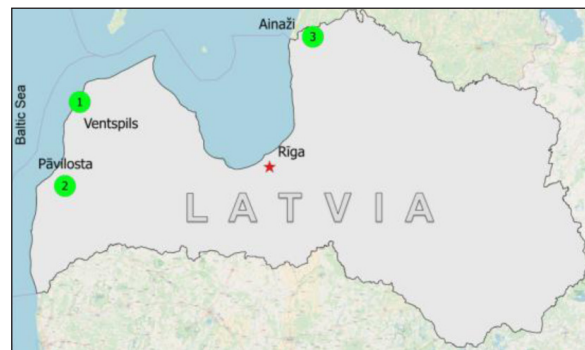 Ainaži
3
Baltic Sea
1
Ventspils
Pāvilosta
2
Rīga
LATVIA